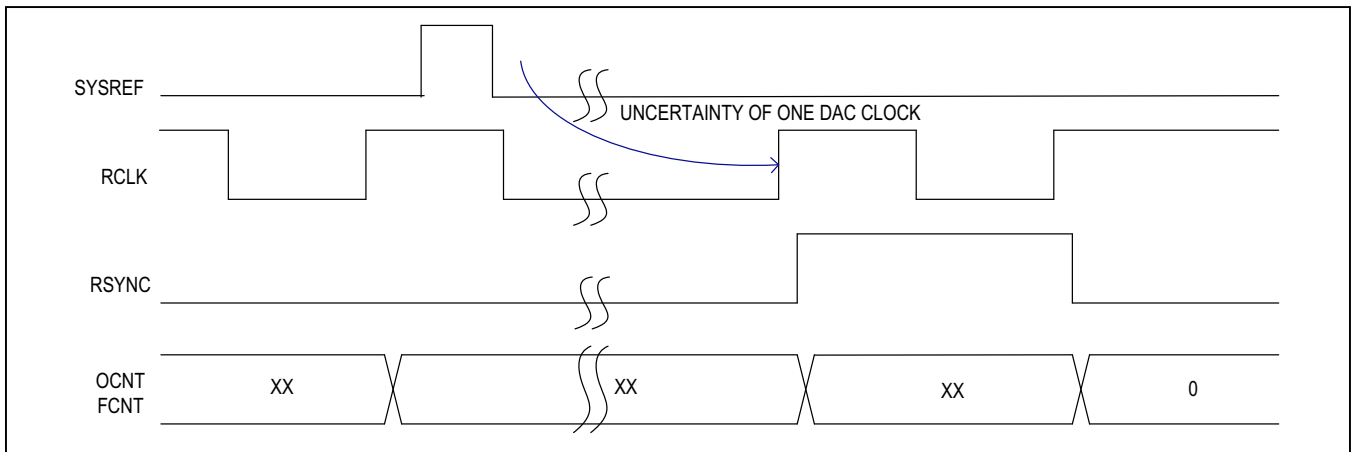 SYSREF
UNCERTAINTY OF ONE DAC CLOCK
RCLK
RSYNC
OCNT
FCNT
XX
XX
XX
0